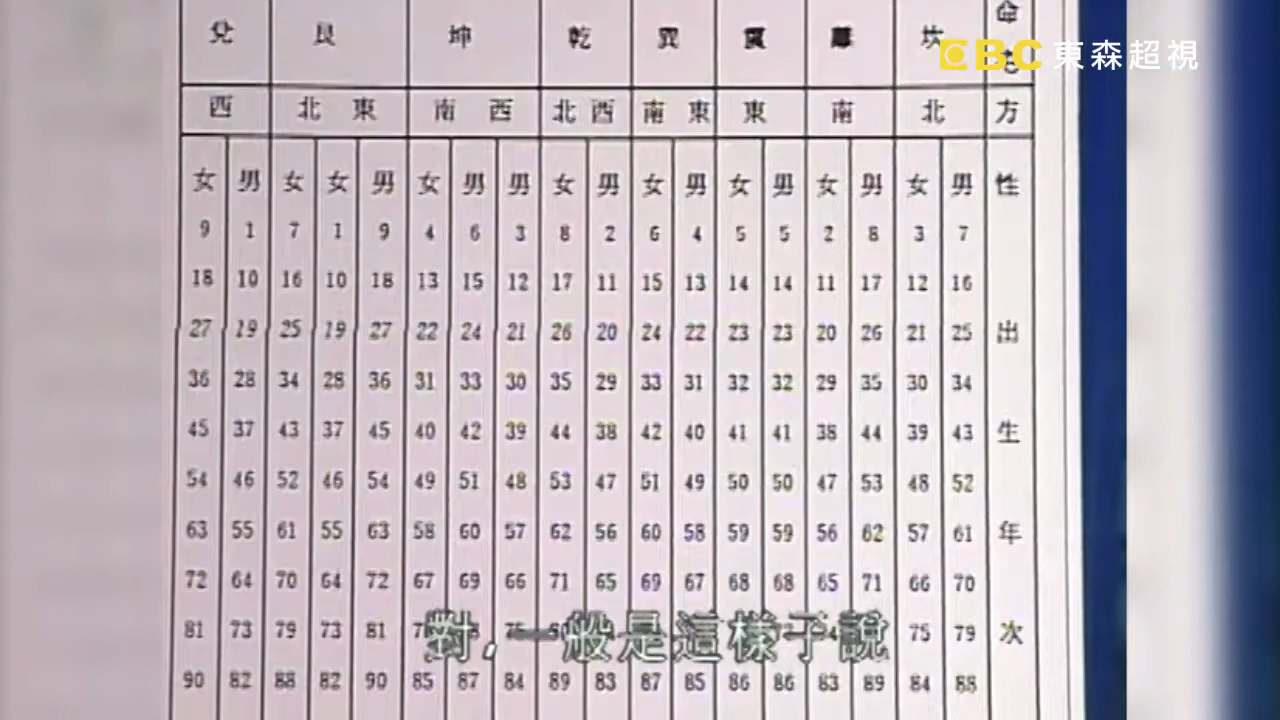 兌 艮 坤 乾 巽 震 離 坎 命
EBC 東森超視
西 北 東 南 西 北 西 南 東 東 南 北 方
女 男 女 女 男 女 男 男 女 男 女 男 女 男 女 男 女 男 性
9 1 7 1 9 4 6 3 8 2 6 4 5 5 2 8 3 7
18 10 16 10 18 13 15 12 17 11 15 13 14 14 11 17 12 16
27 19 25 19 27 22 24 21 26 20 24 22 23 23 20 26 21 25 出
36 28 34 28 36 31 33 30 35 29 33 31 32 32 29 35 30 34
45 37 43 37 45 40 42 39 44 38 42 40 41 41 38 44 39 43 生
54 46 52 46 54 49 51 48 53 47 51 49 50 50 47 53 48 52
63 55 61 55 63 58 60 57 62 56 60 58 59 59 56 62 57 61 年
72 64 70 64 72 67 69 66 71 65 69 67 68 68 65 71 66 70
81 73 79 73 81 75 79 次
對,一般是這樣子說
90 82 88 82 90 85 87 84 89 83 87 85 86 86 83 89 84 88